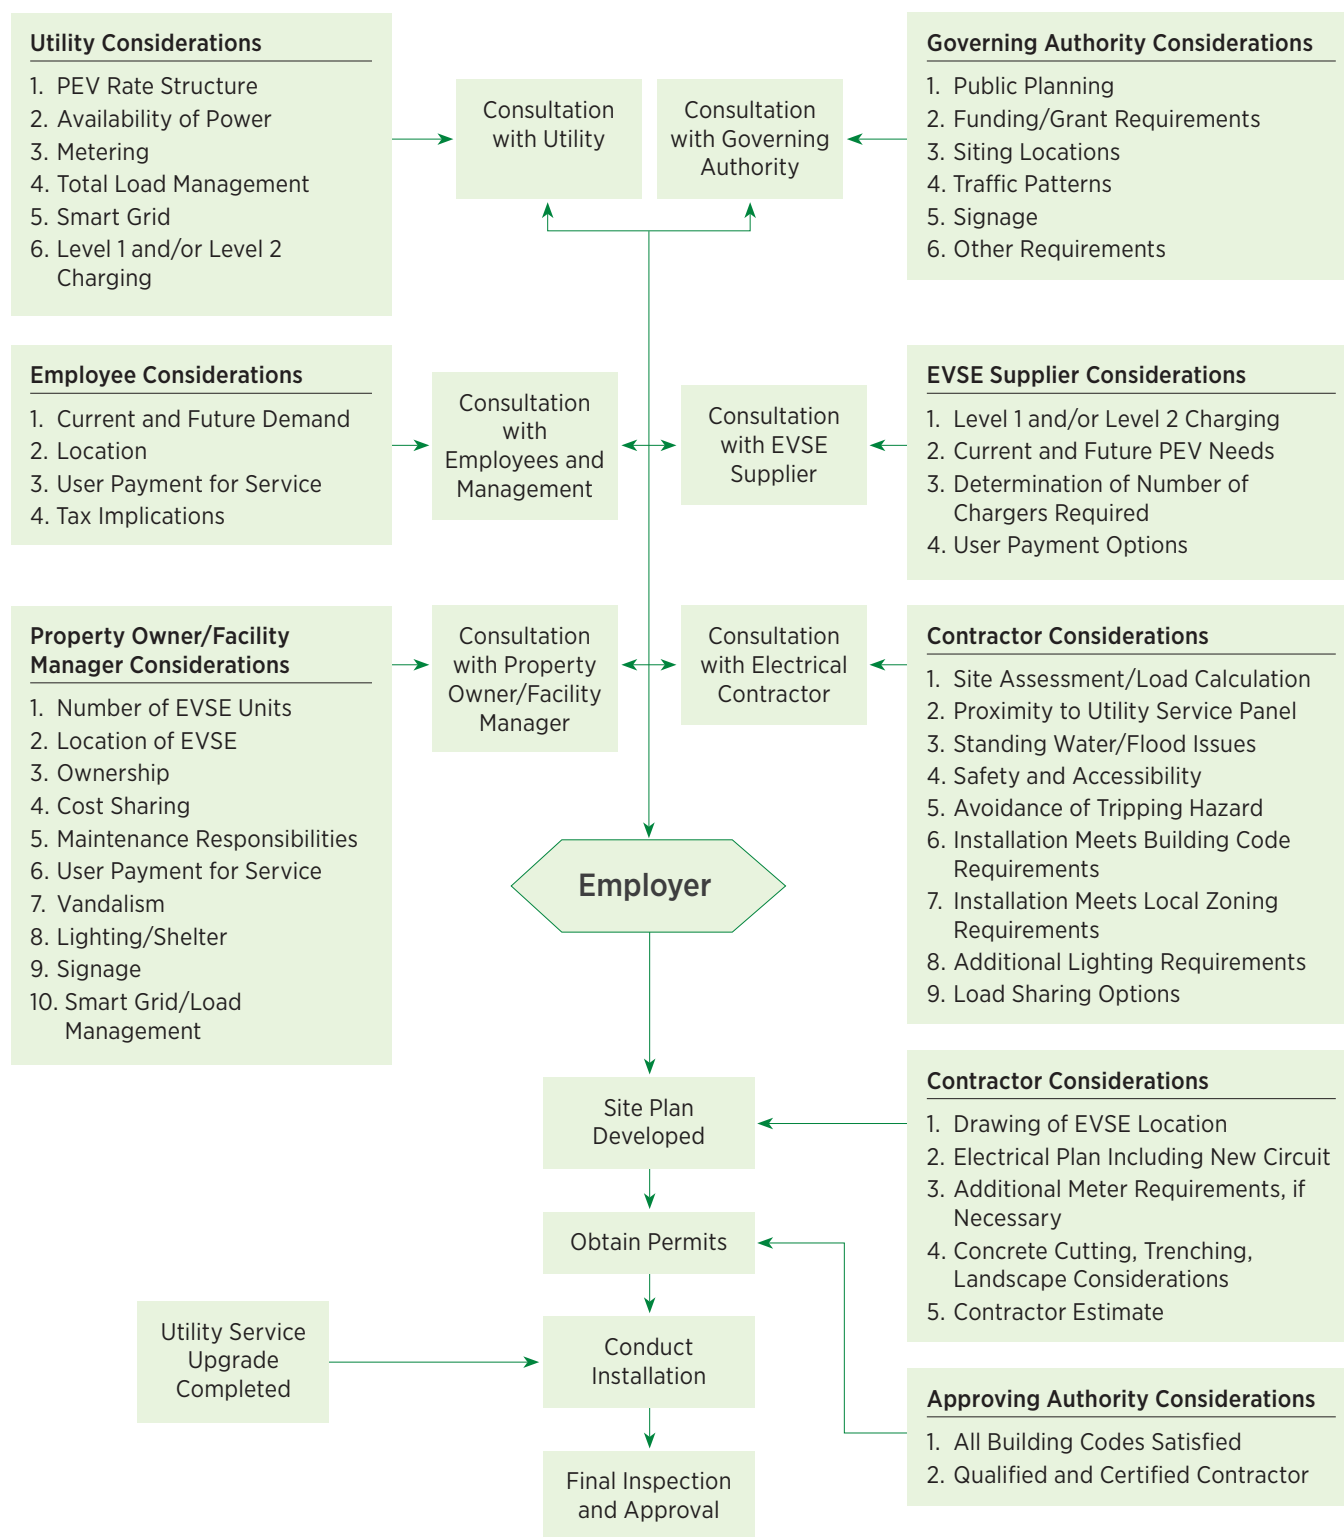 Utility Considerations
1. PEV Rate Structure
2. Availability of Power
3. Metering
4. Total Load Management
5. Smart Grid
6. Level 1 and/or Level 2
Charging
Consultation
with Utility
Consultation
with Governing
Authority
Governing Authority Considerations
1. Public Planning
2. Funding/Grant Requirements
3. Siting Locations
4. Traffic Patterns
5. Signage
6. Other Requirements
Employee Considerations
1. Current and Future Demand
2. Location
3. User Payment for Service
4. Tax Implications
Consultation
with
Employees and
Management
Consultation
with EVSE
Supplier
EVSE Supplier Considerations
1. Level 1 and/or Level 2 Charging
2. Current and Future PEV Needs
3. Determination of Number of
Chargers Required
4. User Payment Options
Property Owner/Facility
Manager Considerations
1. Number of EVSE Units
2. Location of EVSE
3. Ownership
4. Cost Sharing
5. Maintenance Responsibilities
6. User Payment for Service
7. Vandalism
8. Lighting/Shelter
9. Signage
10. Smart Grid/Load
Management
Consultation
with Property
Owner/Facility
Manager
Consultation
with Electrical
Contractor
Contractor Considerations
1. Site Assessment/Load Calculation
2. Proximity to Utility Service Panel
3. Standing Water/Flood Issues
4. Safety and Accessibility
5. Avoidance of Tripping Hazard
6. Installation Meets Building Code
Requirements
7. Installation Meets Local Zoning
Requirements
8. Additional Lighting Requirements
9. Load Sharing Options
Employer
Site Plan
Developed
Contractor Considerations
1. Drawing of EVSE Location
2. Electrical Plan Including New Circuit
3. Additional Meter Requirements, if
Necessary
4. Concrete Cutting, Trenching,
Landscape Considerations
5. Contractor Estimate
Obtain Permits
Utility Service
Upgrade
Completed
Conduct
Installation
Approving Authority Considerations
1. All Building Codes Satisfied
2. Qualified and Certified Contractor
Final Inspection
and Approval